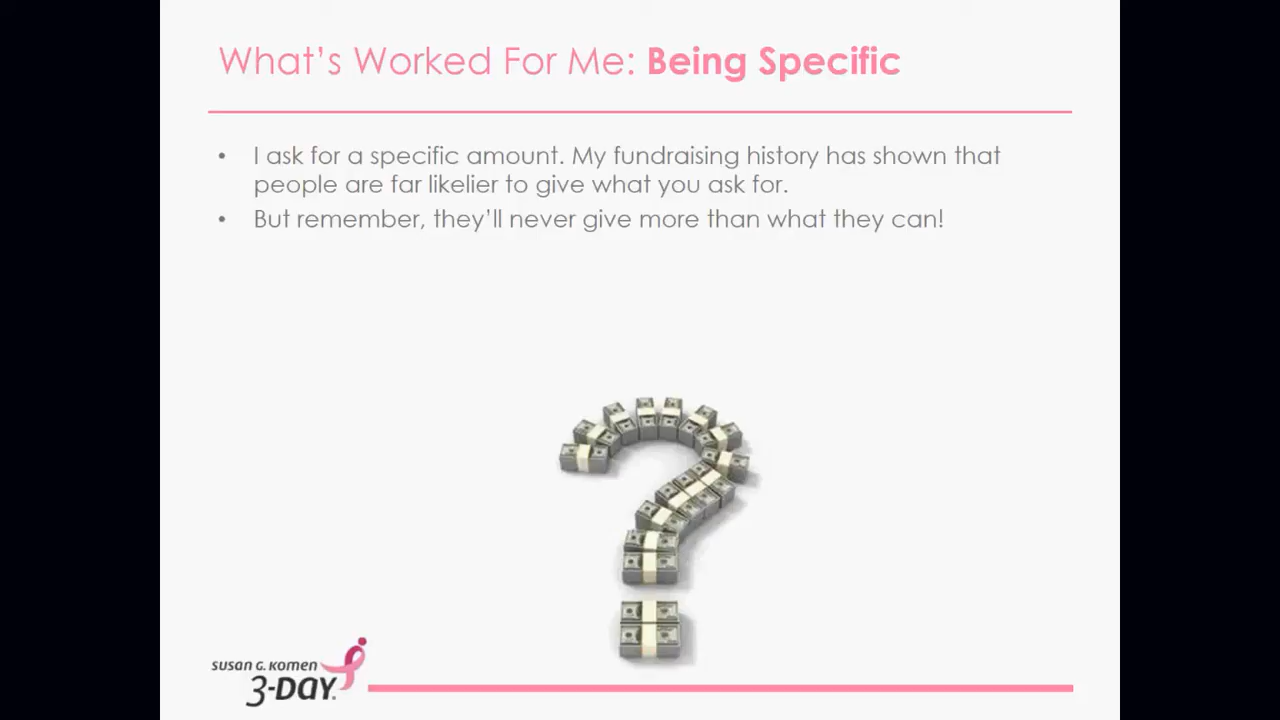 What's Worked For Me: Being Specific
• I ask for a specific amount. My fundraising history has shown that
people are far likelier to give what you ask for.
• But remember, they'll never give more than what they can!
SUSAN G. KOMEN
3-DAY.